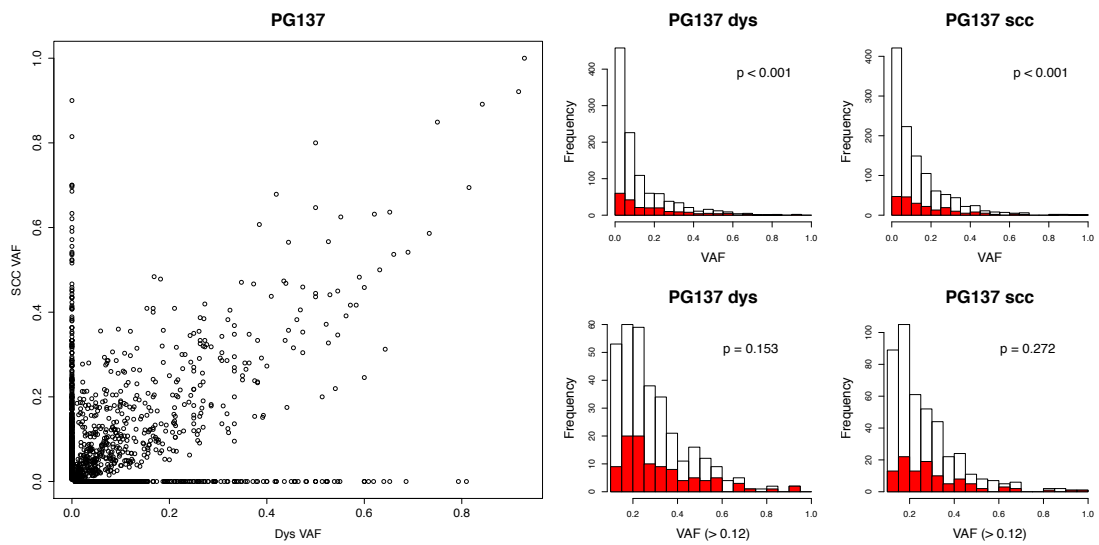 PG137
1.0
0.8
0.6
0.4
0.2
0.0
SCC VAF
0.0 0.2 0.4 0.6 0.8
Dys VAF
PG137 dys
p < 0.001
Frequency
400
300
200
100
0
0.0 0.2 0.4 0.6 0.8 1.0
VAF
PG137 scc
p < 0.001
Frequency
400
300
200
100
0
0.0 0.2 0.4 0.6 0.8 1.0
VAF
PG137 dys
p = 0.153
Frequency
60
50
40
30
20
10
0
0.2 0.4 0.6 0.8 1.0
VAF (> 0.12)
PG137 scc
p = 0.272
Frequency
100
80
60
40
20
0
0.2 0.4 0.6 0.8 1.0
VAF (> 0.12)